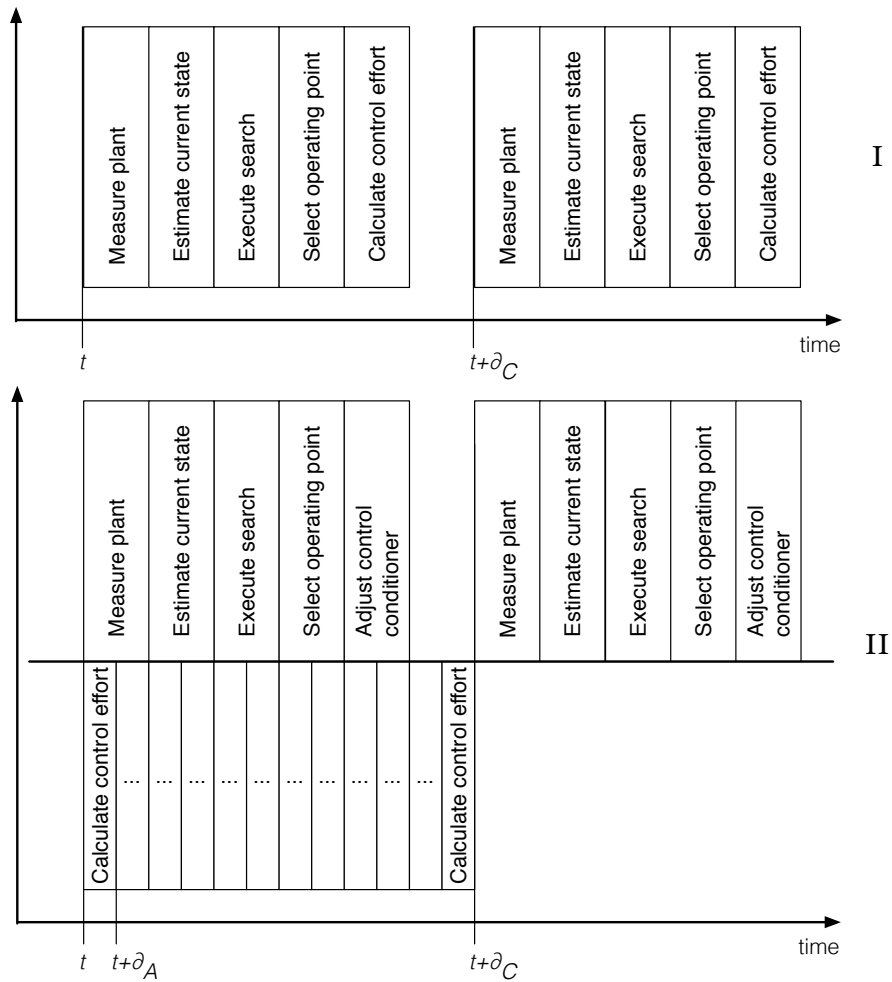 Measure plant
Estimate current state
Execute search
Select operating point
Calculate control effort
Measure plant
Estimate current state
Execute search
Select operating point
Calculate control effort
I
t
t+∂C
time
Measure plant
Estimate current state
Execute search
Select operating point
Adjust control
conditioner
Measure plant
Estimate current state
Execute search
Select operating point
Adjust control
conditioner
II
Calculate control effort
...
...
...
...
...
...
...
...
...
...
Calculate control effort
t
t+∂A
t+∂C
time